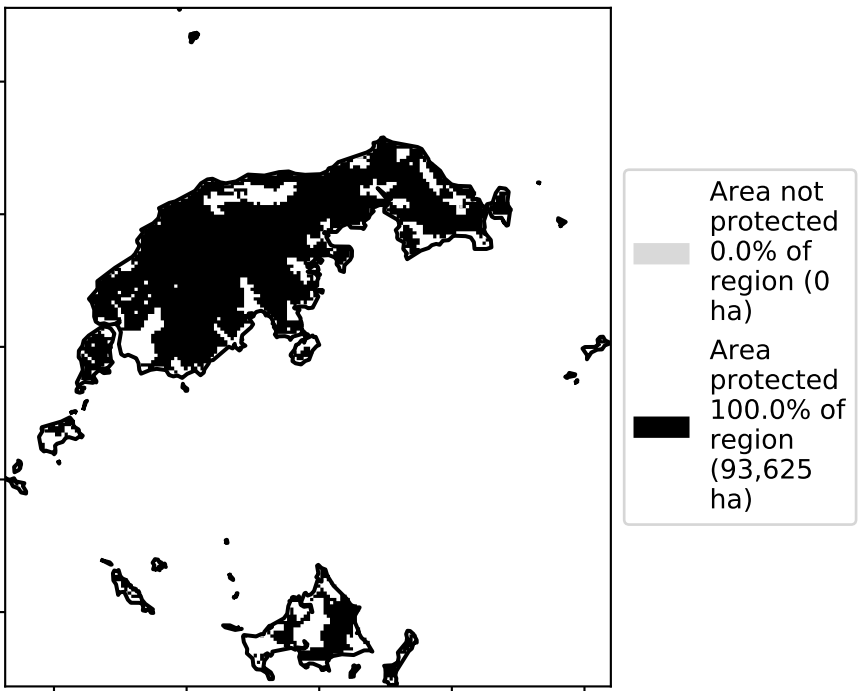 Area not
protected
0.0% of
region (0
ha)
Area
protected
100.0% of
region
(93,625
ha)